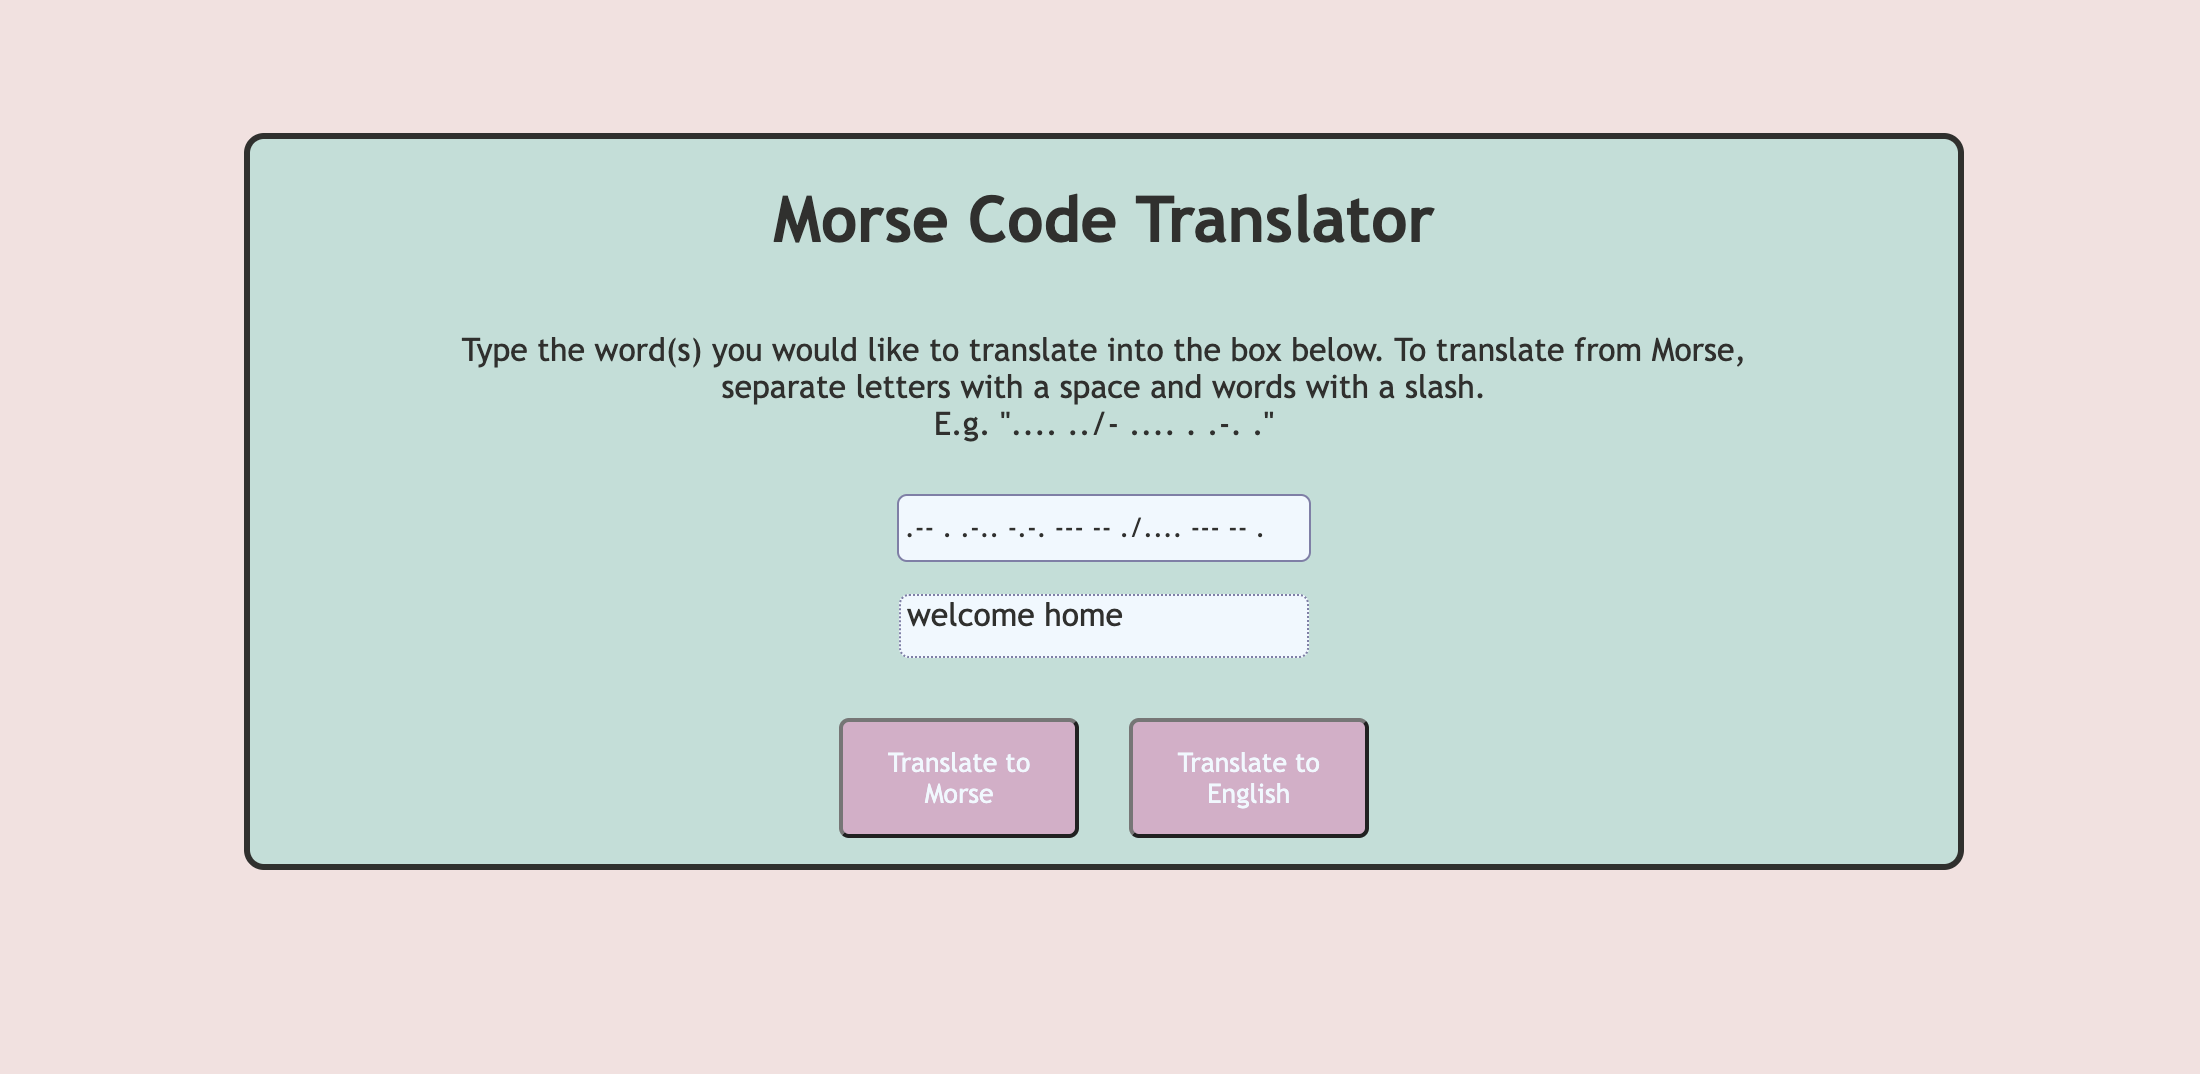 Morse Code Translator
Type the word(s) you would like to translate into the box below. To translate from Morse,
separate letters with a space and words with a slash.
E.g. ".... ../- .... . .-. ."
.-- . .-.. -.-. --- -- ./.... --- -- .
welcome home
Translate to
Morse
Translate to
English